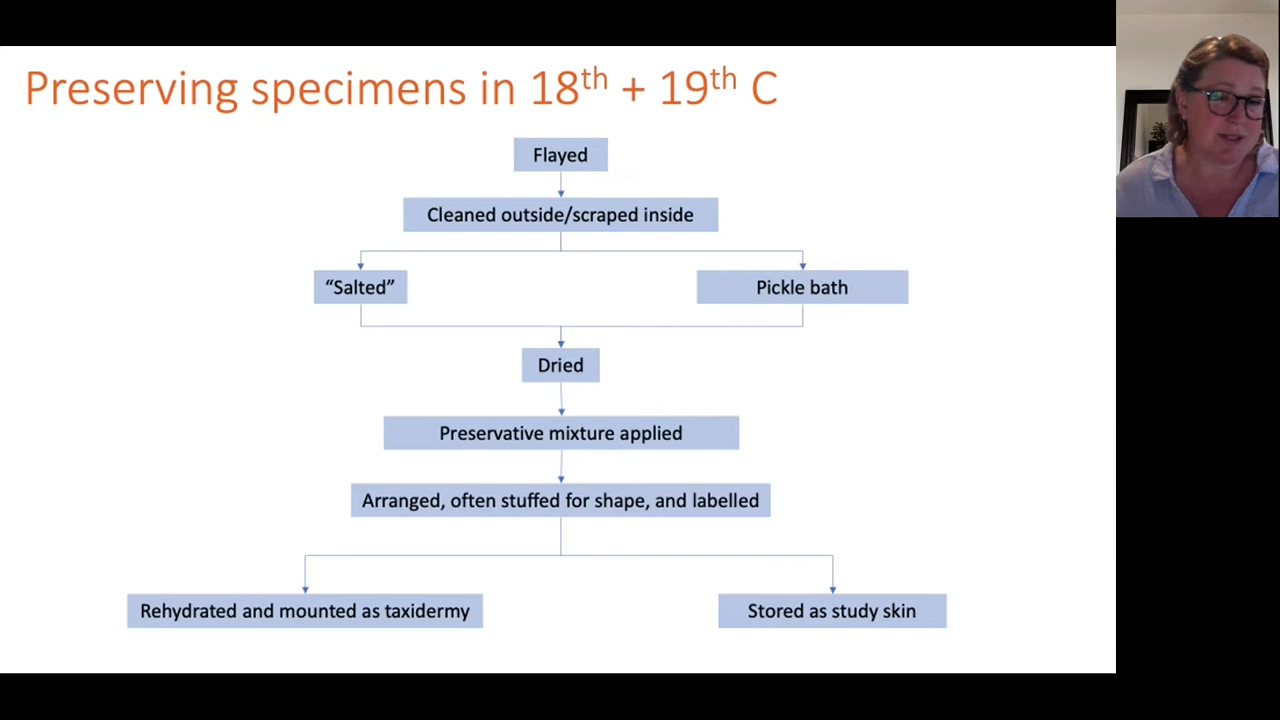 Preserving specimens in 18th + 19th C
Flayed
Cleaned outside/scraped inside
“Salted”
Pickle bath
Dried
Preservative mixture applied
Arranged, often stuffed for shape, and labelled
Rehydrated and mounted as taxidermy
Stored as study skin